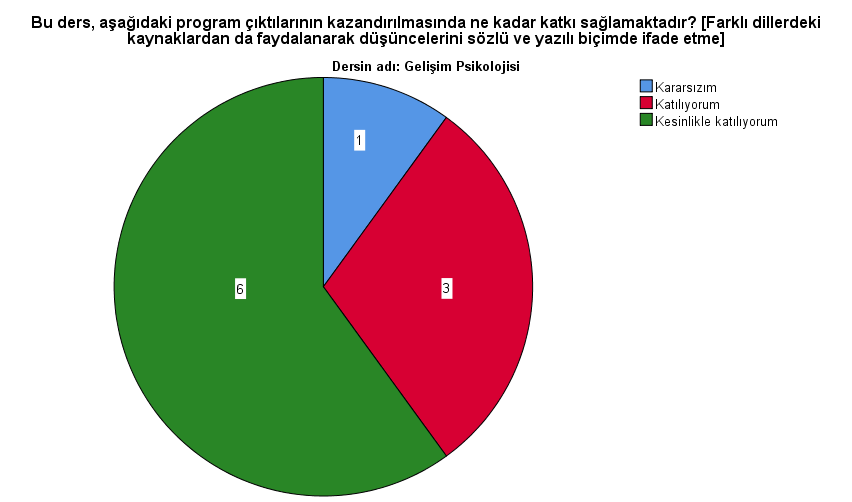 Bu ders, aşağıdaki program çıktılarının kazandırılmasında ne kadar katkı sağlamaktadır? [Farklı dillerdeki
kaynaklardan da faydalanarak düşüncelerini sözlü ve yazılı biçimde ifade etme]
Dersin adı: Gelişim Psikolojisi
Kararsızım
Katılıyorum
Kesinlikle katılıyorum
1
3
6